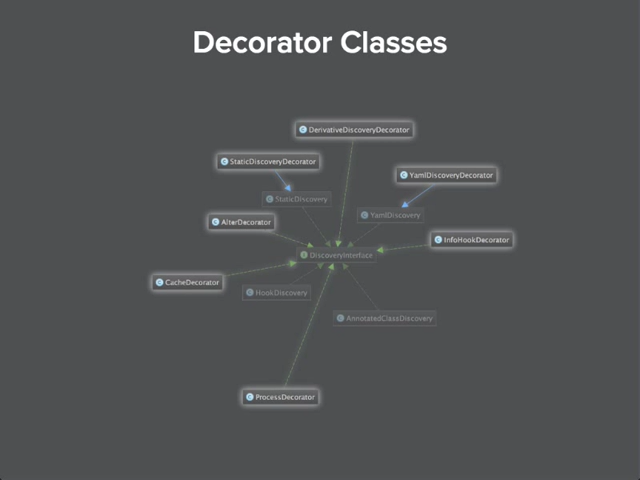 Decorator Classes
DerivativeDiscoveryDecorator
StaticDiscoveryDecorator
YamlDiscoveryDecorator
StaticDiscovery
YamlDiscovery
AlterDecorator
InfoHookDecorator
DiscoveryInterface
CacheDecorator
HookDiscovery
AnnotatedClassDiscovery
ProcessDecorator